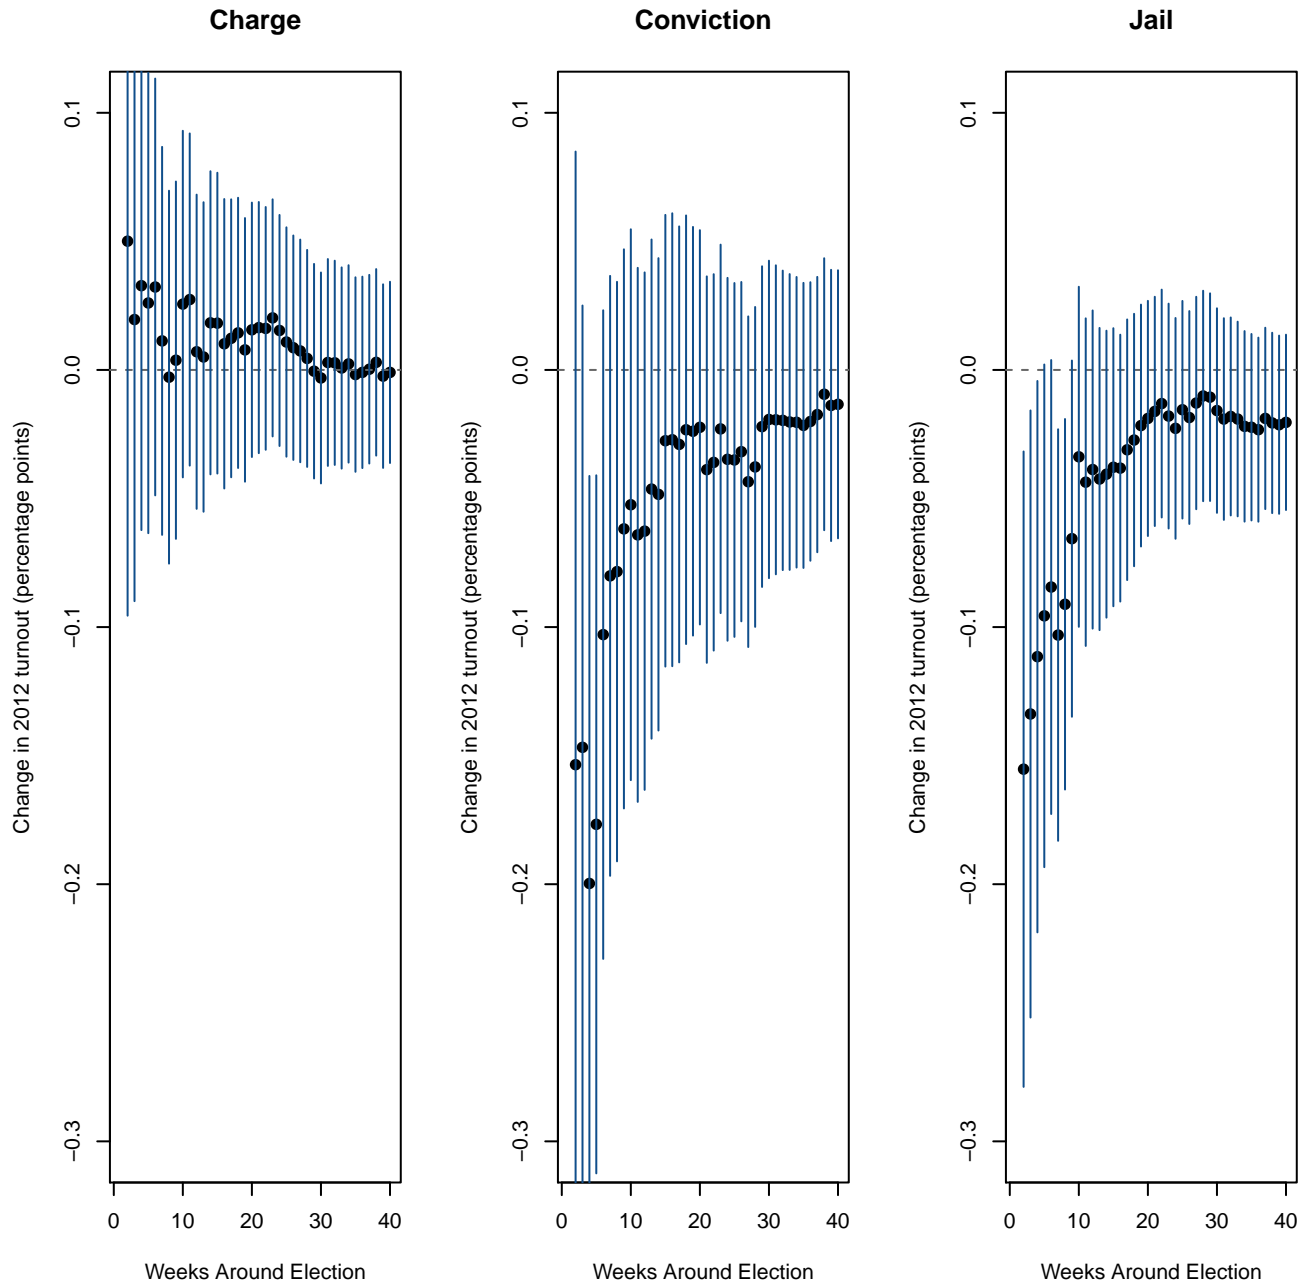 Charge
Change in 2012 turnout (percentage points)
0.1
0.0
−0.1
−0.2
−0.3
0 10 20 30 40
Weeks Around Election
Conviction
Change in 2012 turnout (percentage points)
0.1
0.0
−0.1
−0.2
−0.3
0 10 20 30 40
Weeks Around Election
Jail
Change in 2012 turnout (percentage points)
0.1
0.0
−0.1
−0.2
−0.3
0 10 20 30 40
Weeks Around Election